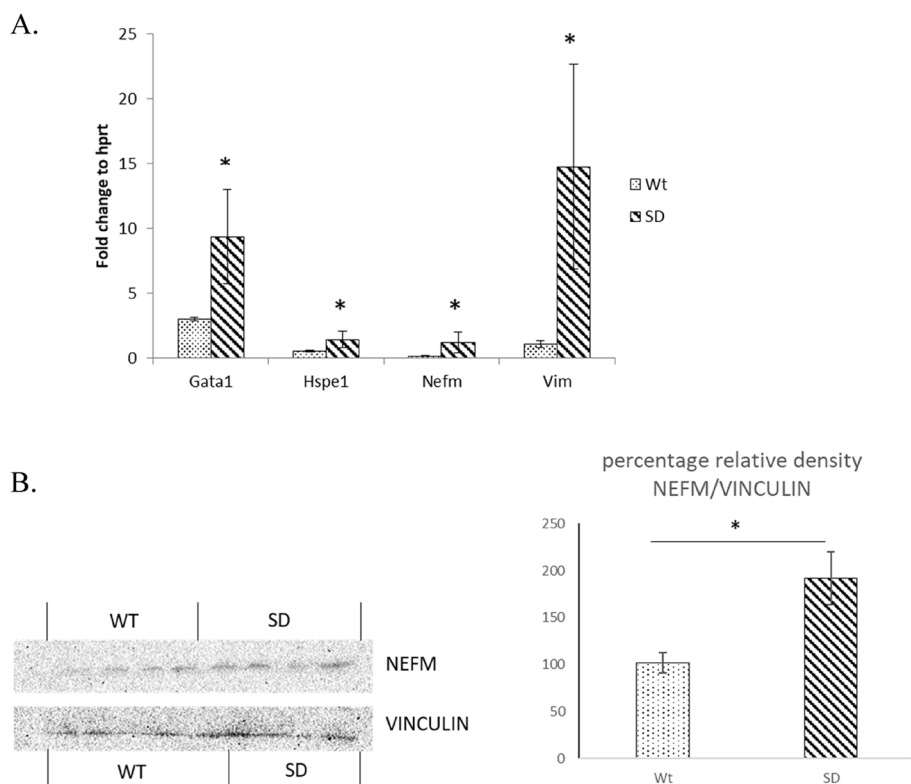 A.
Fold change to hprt
25
20
15
10
5
0
*
*
*
*
Gata1 Hspe1 Nefm Vim
Wt
SD
B.
WT SD
NEFM
VINCULIN
WT SD
percentage relative density
NEFM/VINCULIN
250
200
150
100
50
0
*
Wt SD